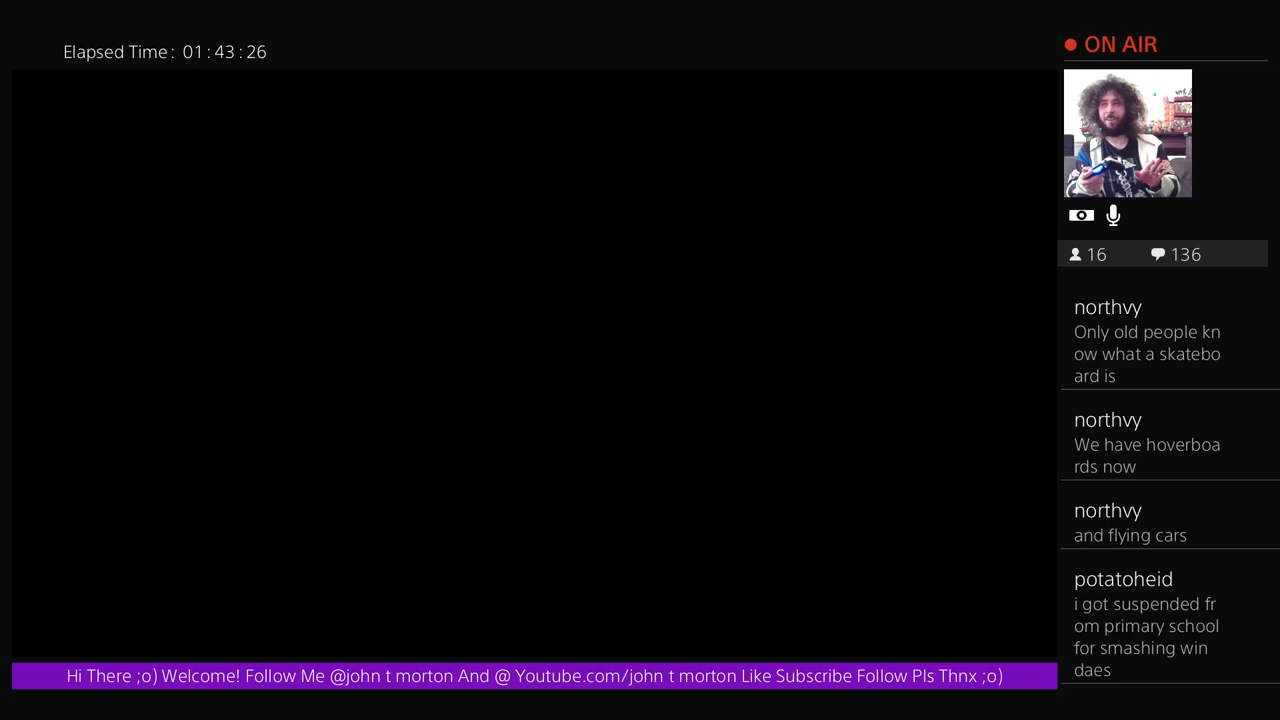 Elapsed Time: 01:43:26
ON AIR
16 136
northvy
Only old people kn
ow what a skatebo
ard is
northvy
We have hoverboa
rds now
northvy
and flying cars
potatoheid
i got suspended fr
om primary school
for smashing win
daes
Hi There ;o) Welcome! Follow Me @john t morton And @ Youtube.com/john t morton Like Subscribe Follow Pls Thnx ;o)